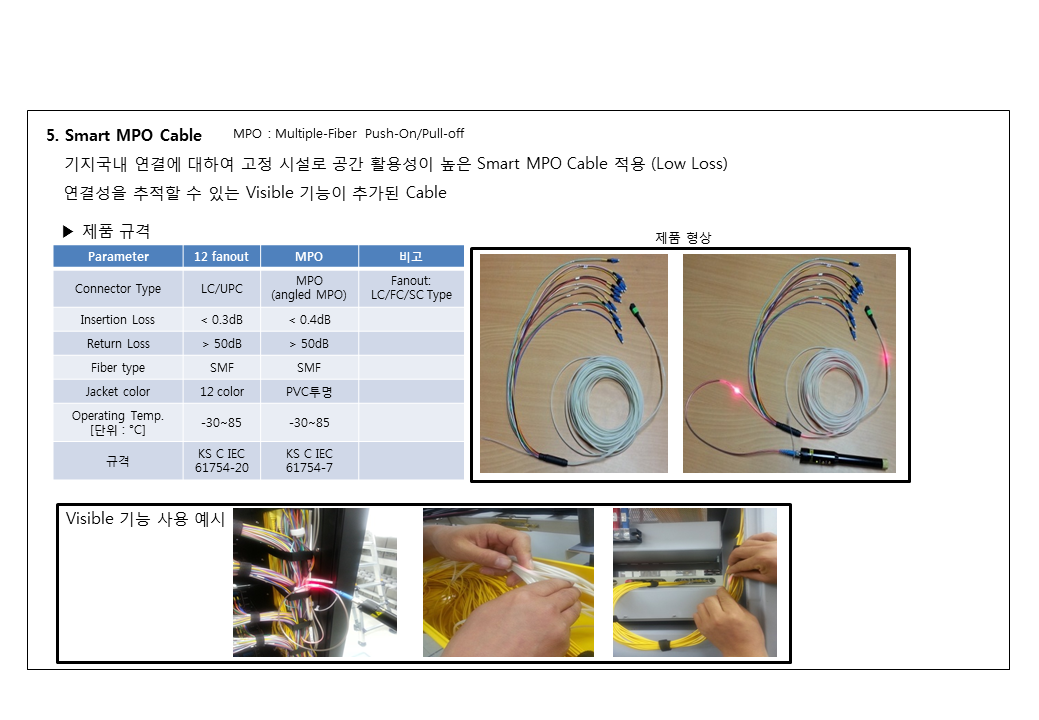 5. Smart MPO Cable MPO : Multiple-Fiber Push-On/Pull-off
기지국내 연결에 대하여 고정 시설로 공간 활용성이 높은 Smart MPO Cable 적용 (Low Loss)
연결성을 추적할 수 있는 Visible 기능이 추가된 Cable
▶ 제품 규격
제품 형상
Parameter 12 fanout MPO 비고
Connector Type LC/UPC MPO (angled MPO) Fanout: LC/FC/SC Type
Insertion Loss < 0.3dB < 0.4dB
Return Loss > 50dB > 50dB
Fiber type SMF SMF
Jacket color 12 color PVC투명
Operating Temp. [단위 : °C] -30~85 -30~85
규격 KS C IEC 61754-20 KS C IEC 61754-7
Visible 기능 사용 예시